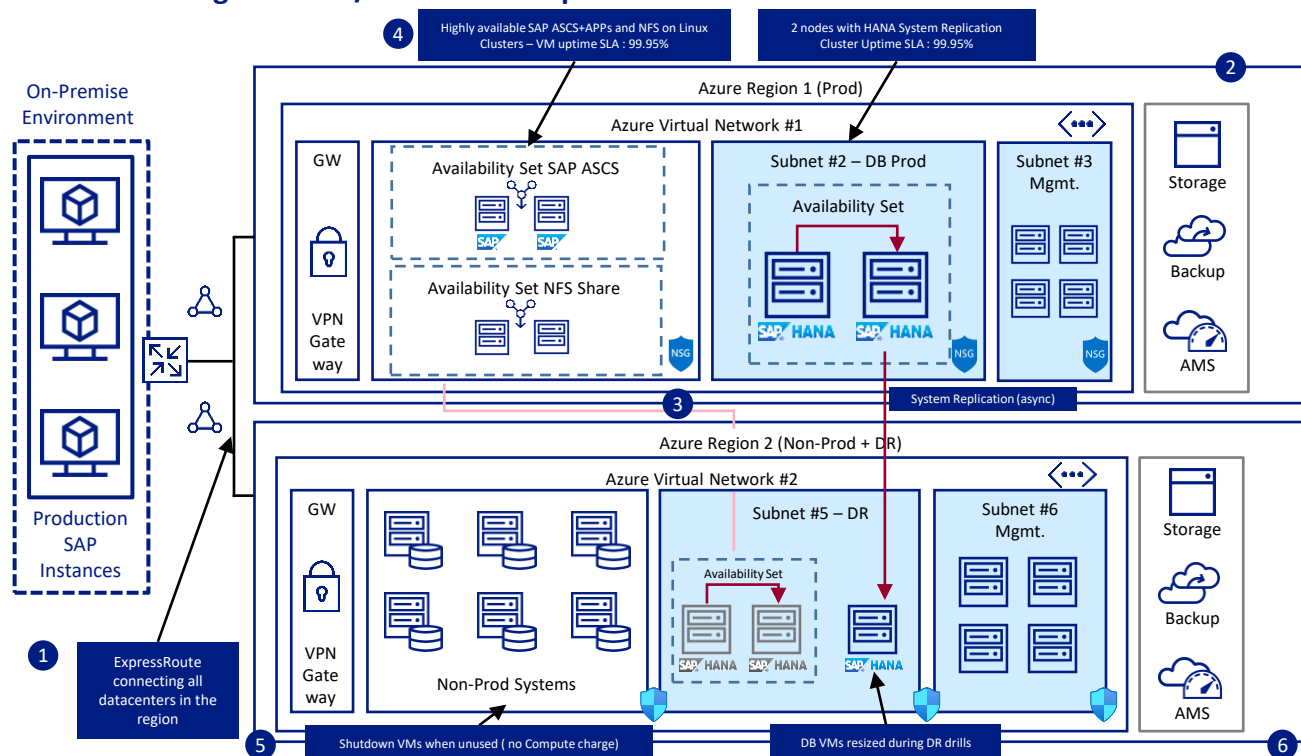 4
Highly available SAP ASCS+APPs and NFS on Linux
Clusters – VM uptime SLA : 99.95%
2 nodes with HANA System Replication
Cluster Uptime SLA : 99.95%
2
On-Premise
Environment
Azure Region 1 (Prod)
Azure Virtual Network #1
GW
VPN
Gate
way
Availability Set SAP ASCS
SAP
SAP
Availability Set NFS Share
NSG
Subnet #2 – DB Prod
Availability Set
SAP HANA
SAP HANA
NSG
Subnet #3
Mgmt.
NSG
Storage
Backup
AMS
System Replication (async)
3
Production
SAP
Instances
Azure Region 2 (Non-Prod + DR)
Azure Virtual Network #2
GW
VPN
Gate
way
Non-Prod Systems
Subnet #5 – DR
Availability Set
SAP HANA
SAP HANA
SAP HANA
Subnet #6
Mgmt.
Storage
Backup
AMS
1
ExpressRoute
connecting all
datacenters in the
region
5
Shutdown VMs when unused ( no Compute charge)
DB VMs resized during DR drills
6